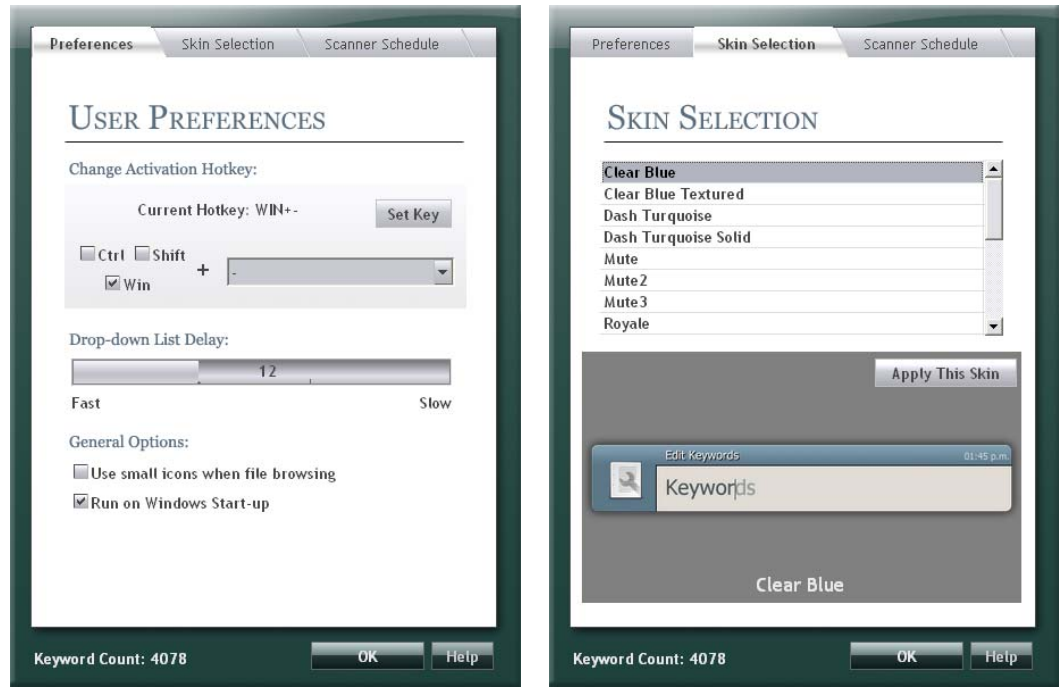 Preferences Skin Selection Scanner Schedule
USER PREFERENCES
Change Activation Hotkey:
Current Hotkey: WIN+-
Set Key
Ctrl Shift
+ -
Win
Drop-down List Delay:
12
Fast Slow
General Options:
Use small icons when file browsing
Run on Windows Start-up
Keyword Count: 4078 OK Help
Preferences Skin Selection Scanner Schedule
SKIN SELECTION
Clear Blue
Clear Blue Textured
Dash Turquoise
Dash Turquoise Solid
Mute
Mute2
Mute3
Royale
Apply This Skin
Edit Keywords 01:45 p.m.
Keywords
Clear Blue
Keyword Count: 4078 OK Help